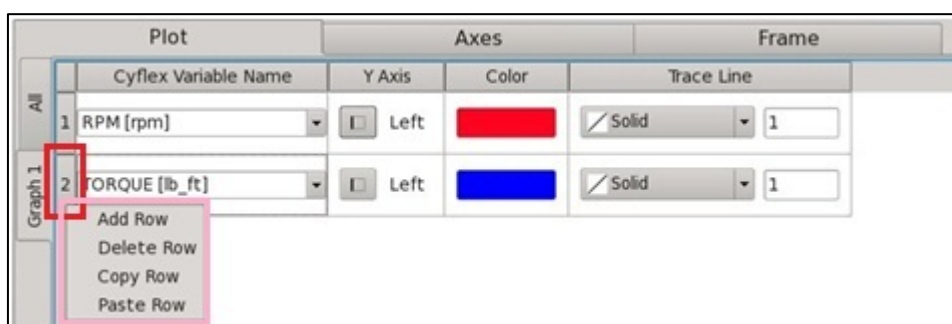 Plot Axes Frame
Cyflex Variable Name Y Axis Color Trace Line
All
1 RPM [rpm] Left Solid 1
Graph 1
2 TORQUE [lb_ft] Left Solid 1
Add Row
Delete Row
Copy Row
Paste Row